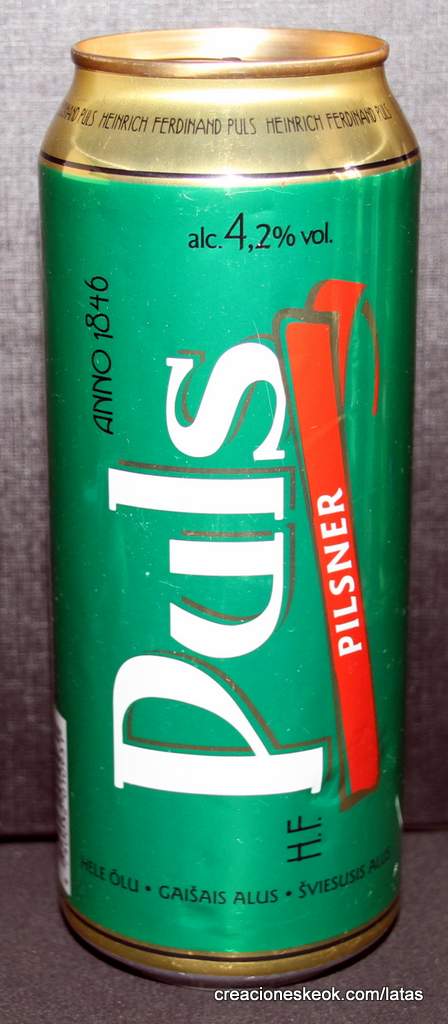 PULS HEINRICH FERDINAND PULS HEINRICH FERDINAND PULS
alc. 4,2% vol.
ANNO 1846
puls
PILSNER
H.F.
HELE ÕLU • GAIŠAIS ALUS • ŠVIESUSIS ALUS
creacioneskeok.com/latas